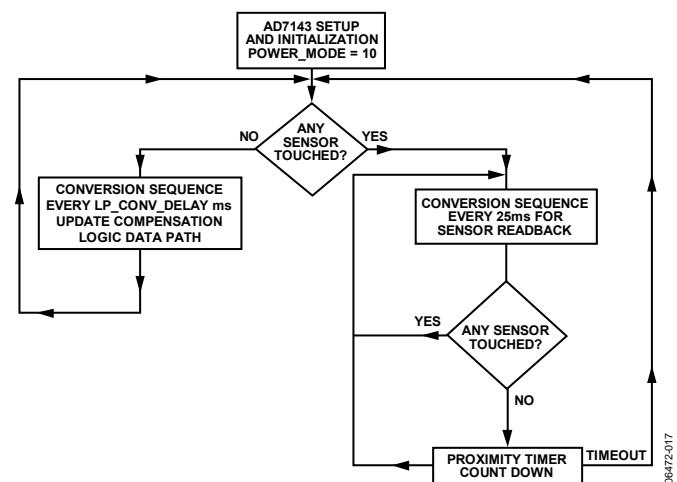 AD7143 SETUP
AND INITIALIZATION
POWER_MODE = 10
ANY
SENSOR
TOUCHED?
NO
YES
CONVERSION SEQUENCE
EVERY LP_CONV_DELAY ms
UPDATE COMPENSATION
LOGIC DATA PATH
CONVERSION SEQUENCE
EVERY 25ms FOR
SENSOR READBACK
YES
ANY SENSOR
TOUCHED?
NO
PROXIMITY TIMER
COUNT DOWN
TIMEOUT
06472-017